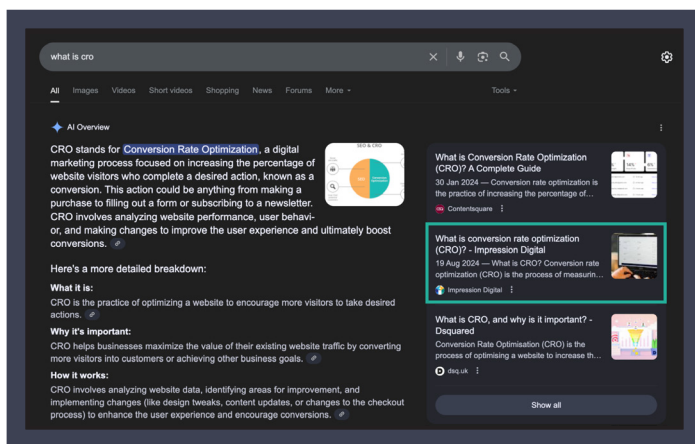 what is cro
All Images Videos Short videos Shopping News Forums More Tools
AI Overview
CRO stands for Conversion Rate Optimization, a digital
marketing process focused on increasing the percentage of
website visitors who complete a desired action, known as a
conversion. This action could be anything from making a
purchase to filling out a form or subscribing to a newsletter.
CRO involves analyzing website performance, user behavi-
or, and making changes to improve the user experience and ultimately boost
conversions.
SEO & CRO
Here's a more detailed breakdown:
What it is:
CRO is the practice of optimizing a website to encourage more visitors to take desired
actions.
Why it's important:
CRO helps businesses maximize the value of their existing website traffic by converting
more visitors into customers or achieving other business goals.
How it works:
CRO involves analyzing website data, identifying areas for improvement, and
implementing changes (like design tweaks, content updates, or changes to the checkout
process) to enhance the user experience and encourage conversions.
What is Conversion Rate Optimization
(CRO)? A Complete Guide
30 Jan 2024 — Conversion rate optimization is
the practice of increasing the percentage of...
Contentsquare
What is conversion rate optimization
(CRO)? - Impression Digital
19 Aug 2024 — What is CRO? Conversion rate
optimization (CRO) is the process of measurin...
Impression Digital
What is CRO, and why is it important? -
Dsquared
Conversion Rate Optimisation (CRO) is the
process of optimising a website to increase th...
dsq.uk
Show all